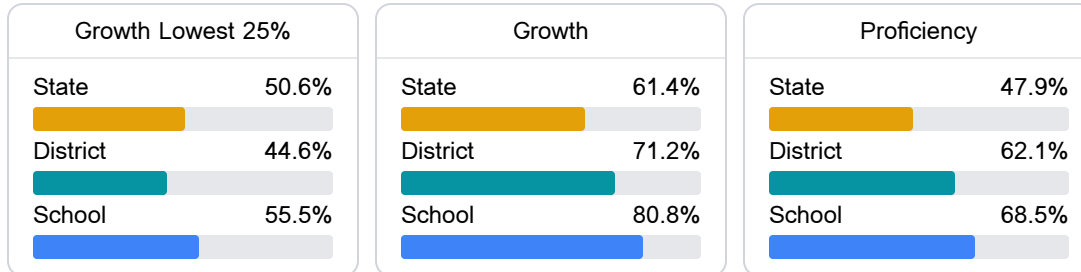 Growth Lowest 25%
State 50.6%
District 44.6%
School 55.5%
Growth
State 61.4%
District 71.2%
School 80.8%
Proficiency
State 47.9%
District 62.1%
School 68.5%